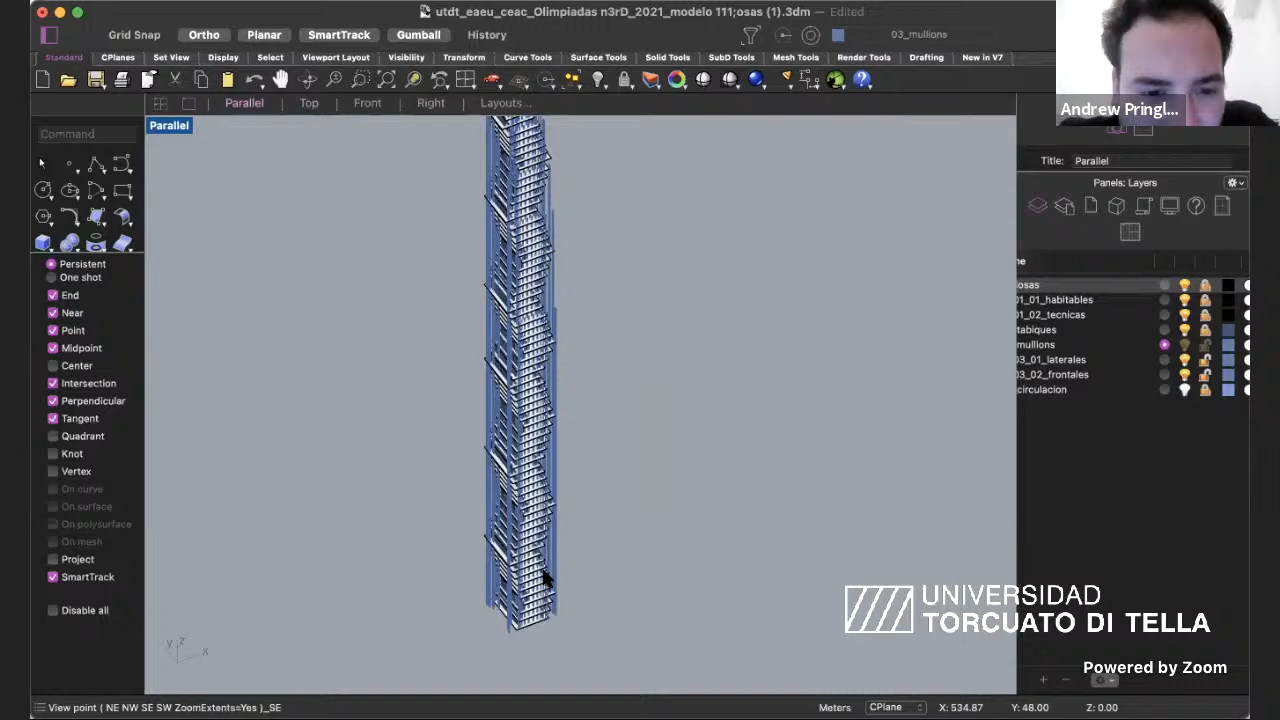 utdt_eaeu_ceac_Olimpiadas n3rD_2021_modelo 111;osas (1).3dm — Edited
Grid Snap Ortho Planar SmartTrack Gumball History 03_mullions
Standard CPlanes Set View Display Select Viewport Layout Visibility Transform Curve Tools Surface Tools Solid Tools SubD Tools Mesh Tools Render Tools Drafting New in V7
Andrew Pringl...
Parallel Top Front Right Layouts...
Parallel
Command
Title: Parallel
Panels: Layers
Persistent
One shot
End
Near
Point
Midpoint
Center
Intersection
Perpendicular
Tangent
Quadrant
Knot
Vertex
On curve
On surface
On polysurface
On mesh
Project
SmartTrack
Disable all
me
osas
01_01_habitables
01_02_tecnicas
tabiques
mullions
03_01_laterales
03_02_frontales
circulacion
y z x
UNIVERSIDAD
TORCUATO DI TELLA
Powered by Zoom
View point ( NE NW SE SW ZoomExtents=Yes )_SE
Meters CPlane X: 534.87 Y: 48.00 Z: 0.00